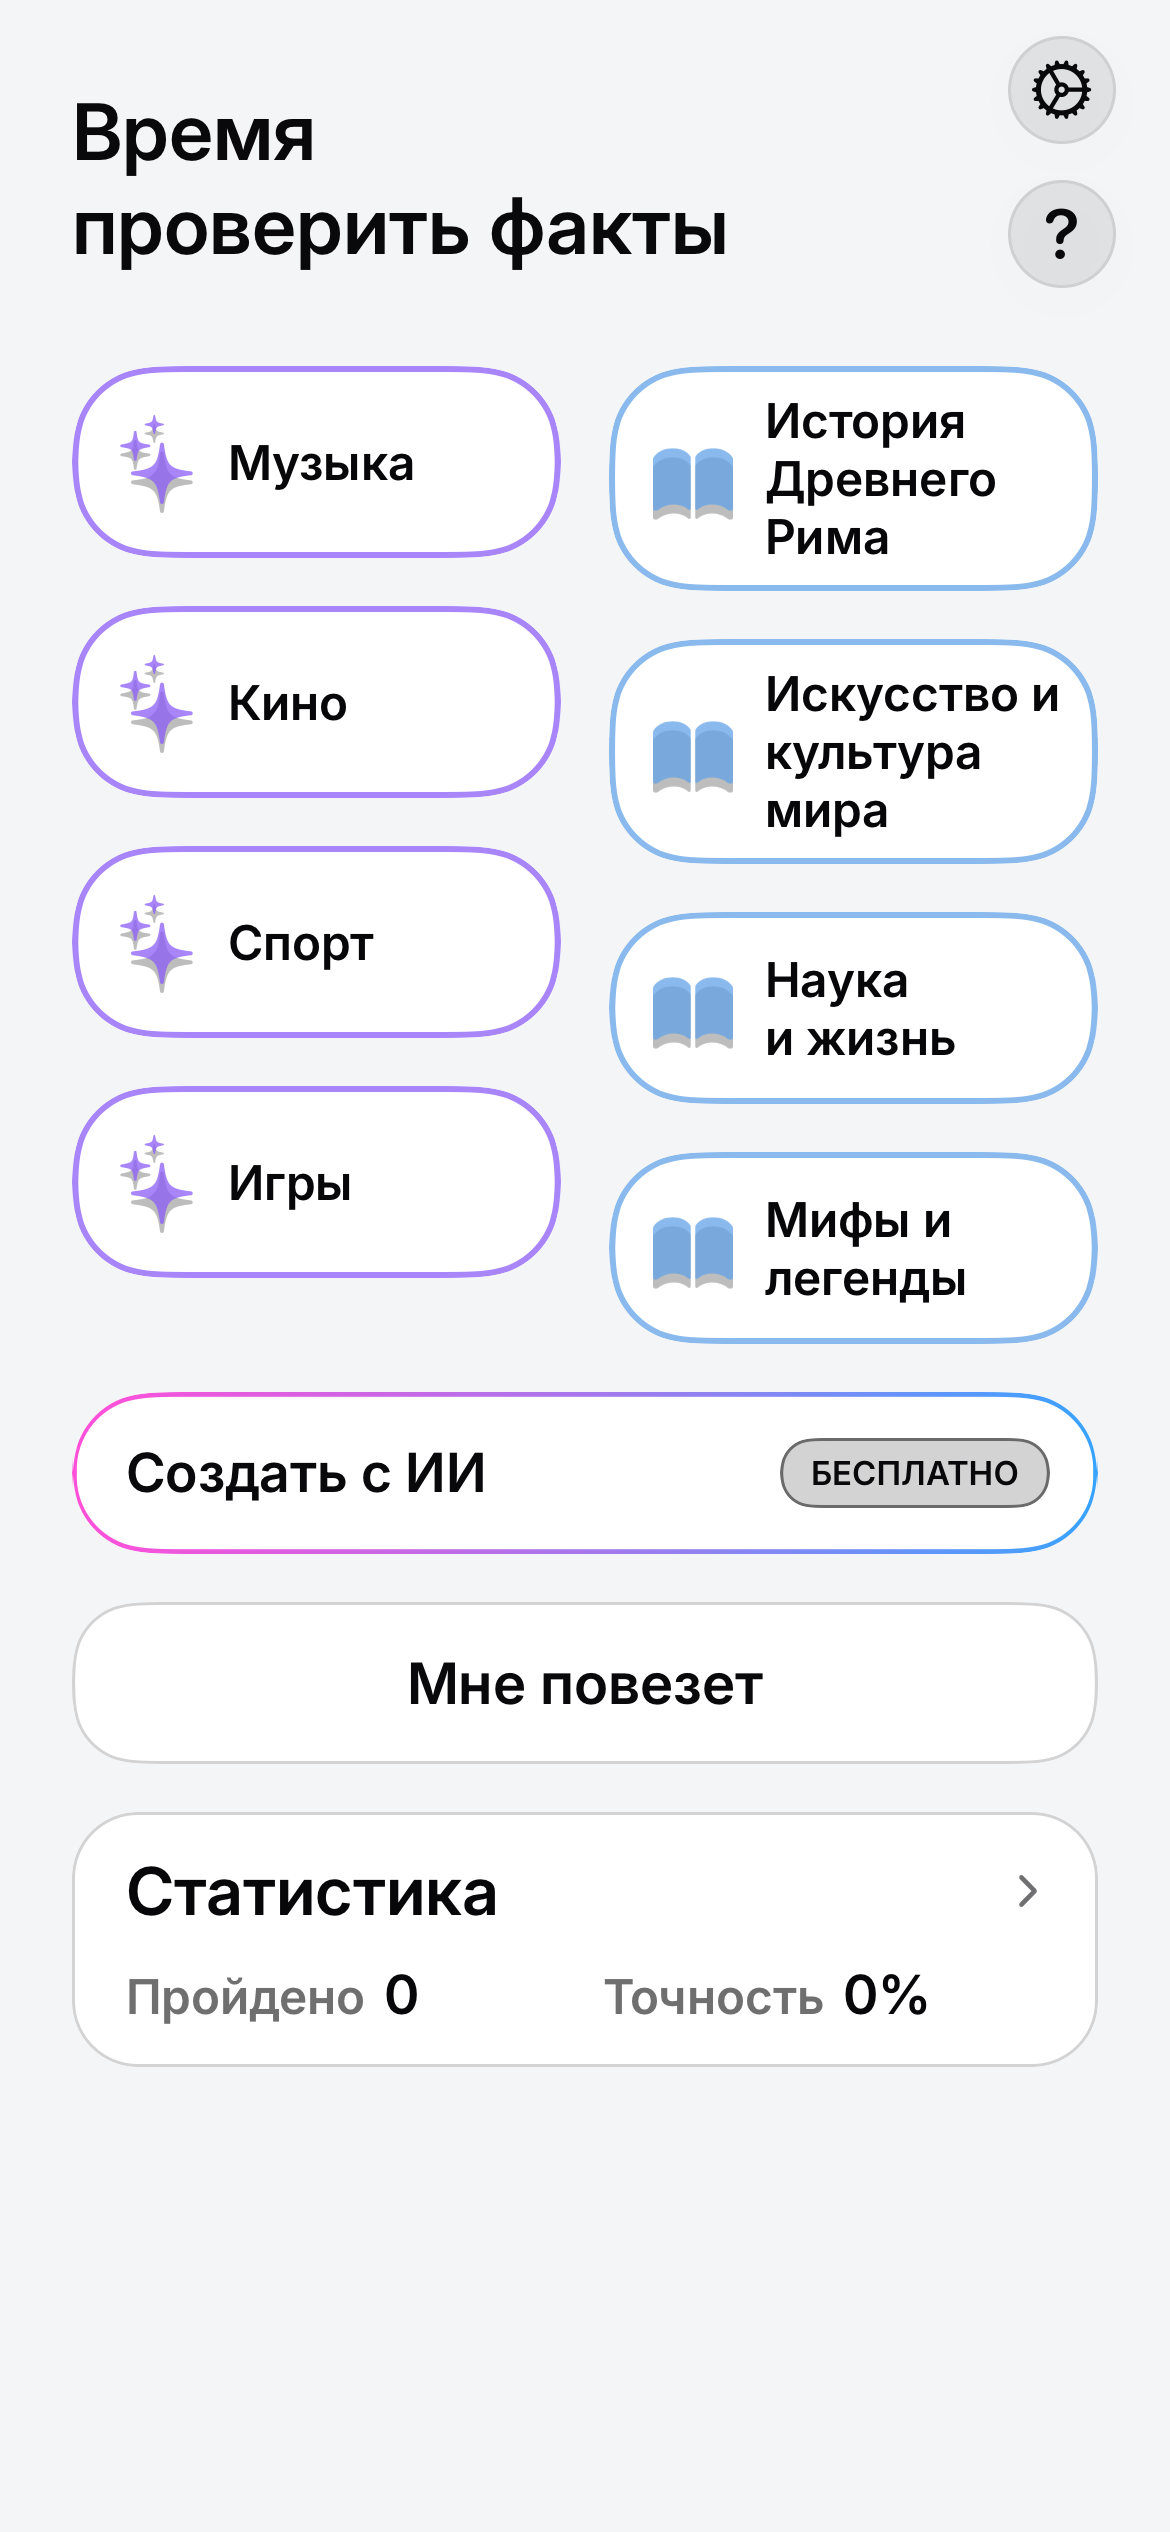 Время
проверить факты
?
Музыка
Кино
Спорт
Игры
История
Древнего
Рима
Искусство и
культура
мира
Наука
и жизнь
Мифы и
легенды
Создать с ИИ
БЕСПЛАТНО
Мне повезет
Статистика
Пройдено 0
Точность 0%